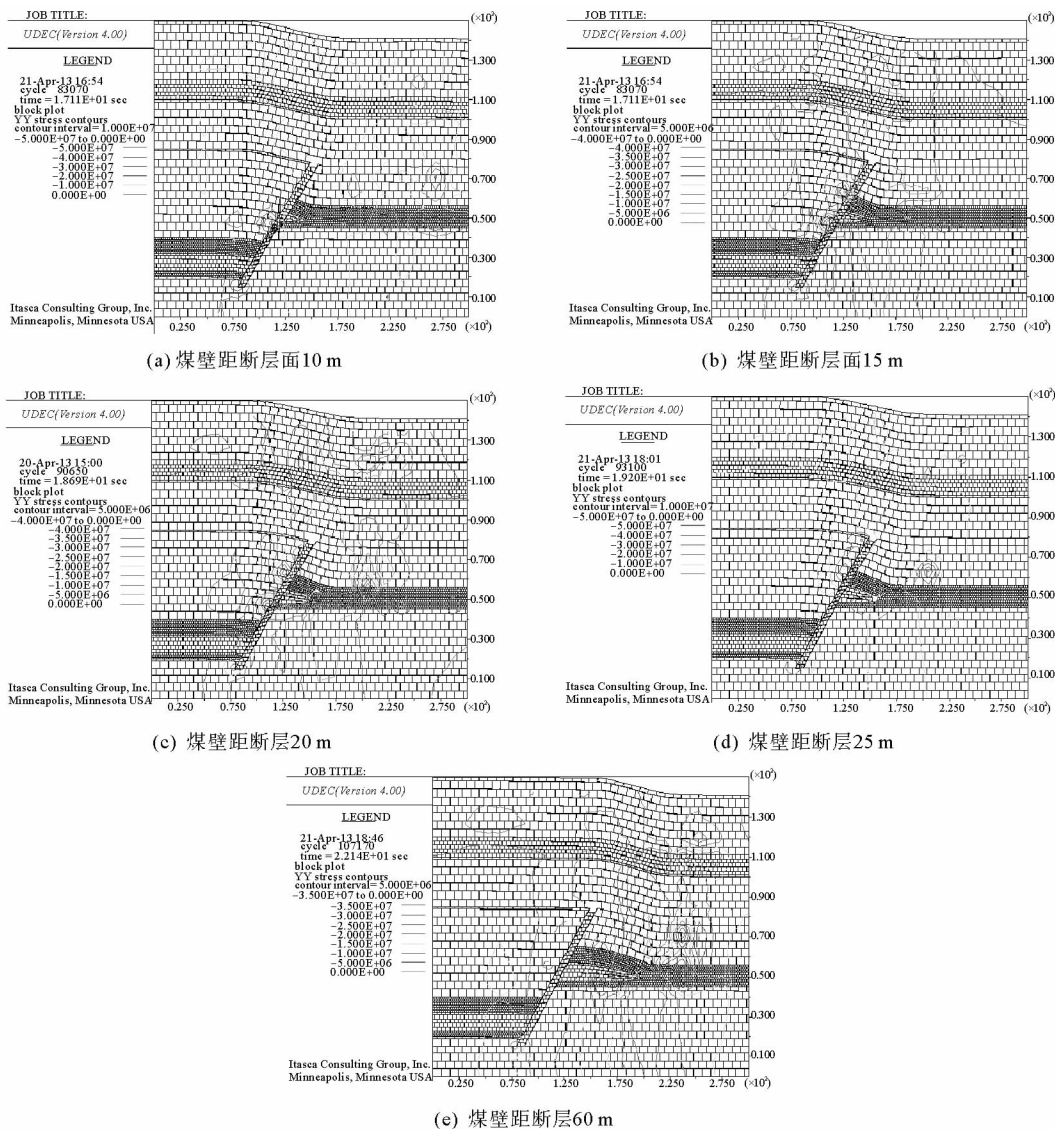 JOB TITLE:
UDEC(Version 4.00)
LEGEND
21-Apr-13 16:54
cycle 83070
time = 1.711E+01 sec
block plot
YY stress contours
contour interval= 1.000E+07
-5.000E+07 to 0.000E+00
-5.000E+07
-4.000E+07
-3.000E+07
-2.000E+07
-1.000E+07
0.000E+00
Itasca Consulting Group, Inc.
Minneapolis, Minnesota USA
(×10²)
1.300
1.100
0.900
0.700
0.500
0.300
0.100
0.250 0.750 1.250 1.750 2.250 2.750 (×10²)
(a) 煤壁距断层面10 m
JOB TITLE:
UDEC(Version 4.00)
LEGEND
21-Apr-13 16:54
cycle 83070
time = 1.711E+01 sec
block plot
YY stress contours
contour interval= 5.000E+06
-4.000E+07 to 0.000E+00
-4.000E+07
-3.500E+07
-3.000E+07
-2.500E+07
-2.000E+07
-1.500E+07
-1.000E+07
-5.000E+06
0.000E+00
Itasca Consulting Group, Inc.
Minneapolis, Minnesota USA
(×10²)
1.300
1.100
0.900
0.700
0.500
0.300
0.100
0.250 0.750 1.250 1.750 2.250 2.750 (×10²)
(b) 煤壁距断层面15 m
JOB TITLE:
UDEC(Version 4.00)
LEGEND
20-Apr-13 15:00
cycle 90650
time = 1.869E+01 sec
block plot
YY stress contours
contour interval= 5.000E+06
-4.000E+07 to 0.000E+00
-4.000E+07
-3.500E+07
-3.000E+07
-2.500E+07
-2.000E+07
-1.500E+07
-1.000E+07
-5.000E+06
0.000E+00
Itasca Consulting Group, Inc.
Minneapolis, Minnesota USA
(×10²)
1.300
1.100
0.900
0.700
0.500
0.300
0.100
0.250 0.750 1.250 1.750 2.250 2.750 (×10²)
(c) 煤壁距断层20 m
JOB TITLE:
UDEC(Version 4.00)
LEGEND
21-Apr-13 18:01
cycle 93100
time = 1.920E+01 sec
block plot
YY stress contours
contour interval= 1.000E+07
-5.000E+07 to 0.000E+00
-5.000E+07
-4.000E+07
-3.000E+07
-2.000E+07
-1.000E+07
0.000E+00
Itasca Consulting Group, Inc.
Minneapolis, Minnesota USA
(×10²)
1.300
1.100
0.900
0.700
0.500
0.300
0.100
0.250 0.750 1.250 1.750 2.250 2.750 (×10²)
(d) 煤壁距断层25 m
JOB TITLE:
UDEC(Version 4.00)
LEGEND
21-Apr-13 18:46
cycle 107170
time = 2.214E+01 sec
block plot
YY stress contours
contour interval= 5.000E+06
-3.500E+07 to 0.000E+00
-3.500E+07
-3.000E+07
-2.500E+07
-2.000E+07
-1.500E+07
-1.000E+07
-5.000E+06
0.000E+00
Itasca Consulting Group, Inc.
Minneapolis, Minnesota USA
(×10²)
1.300
1.100
0.900
0.700
0.500
0.300
0.100
0.250 0.750 1.250 1.750 2.250 2.750 (×10²)
(e) 煤壁距断层60 m